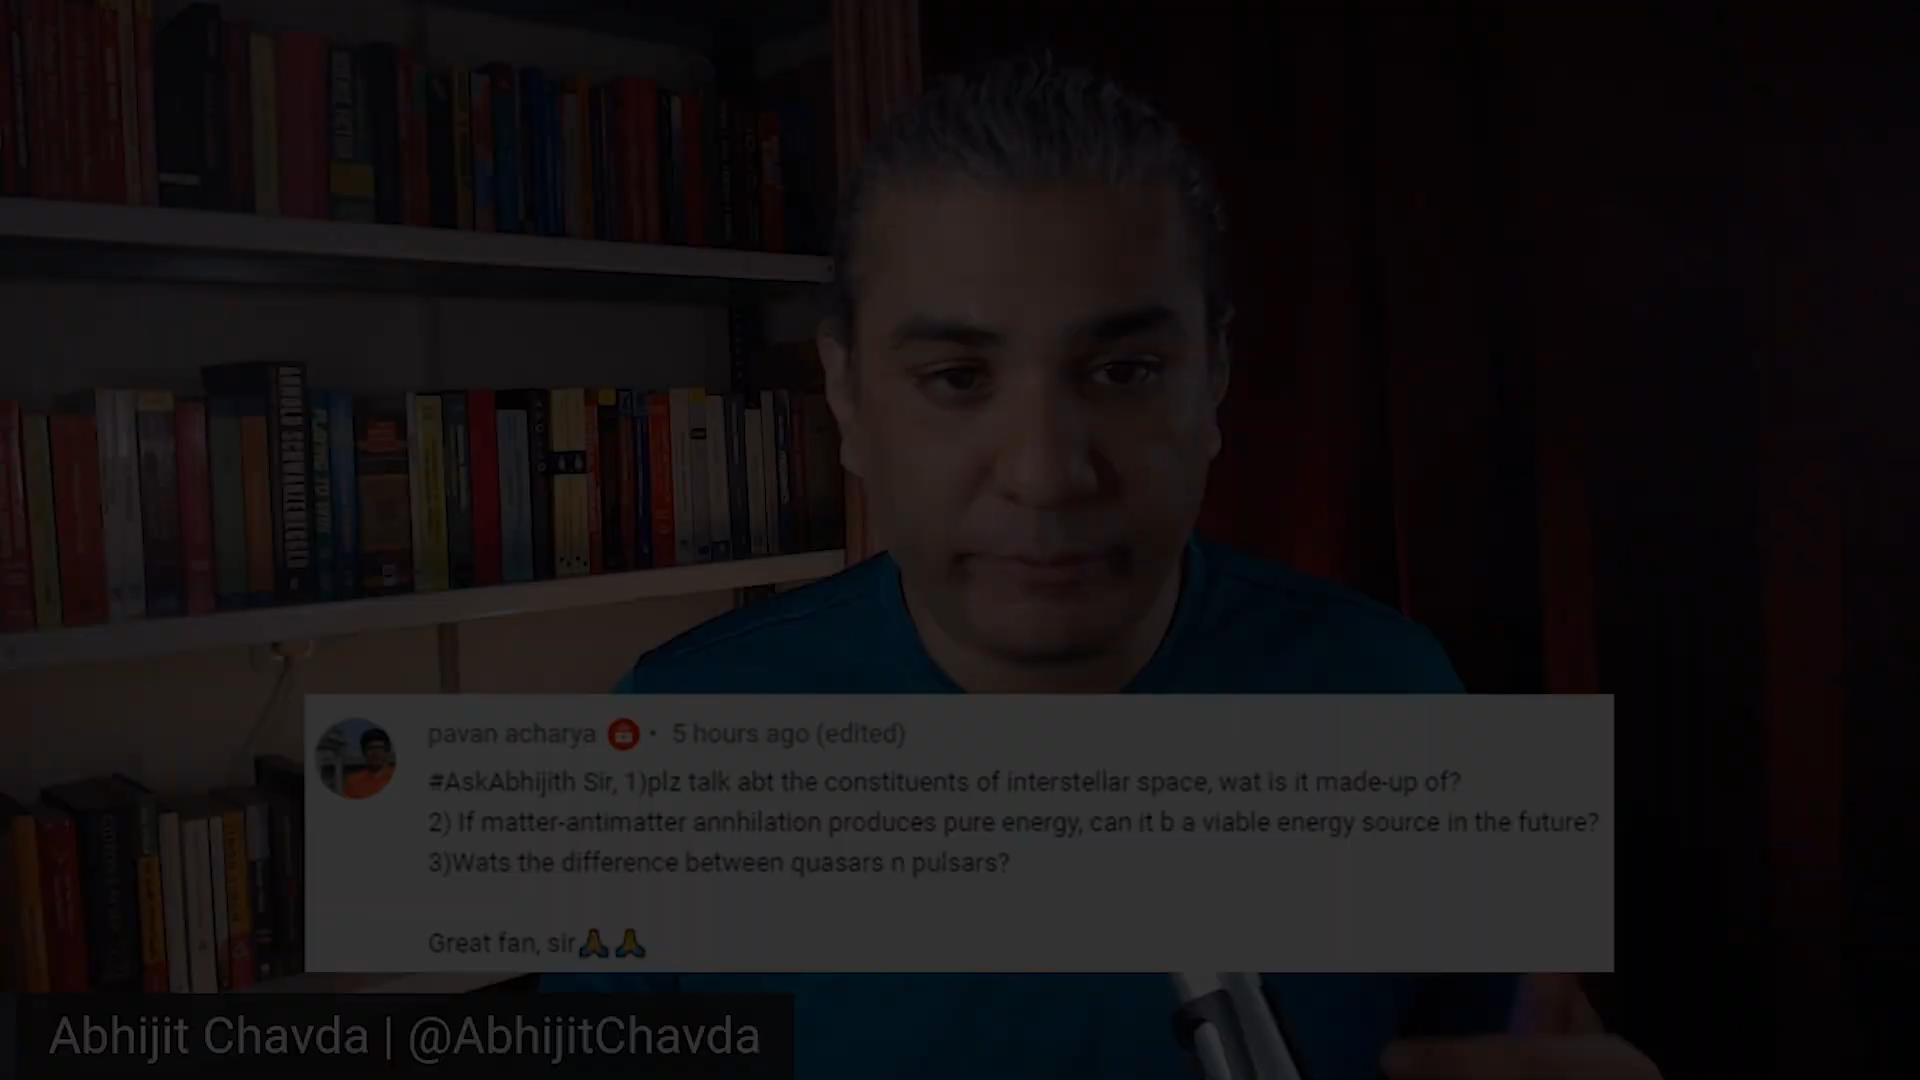 pavan acharya • 5 hours ago (edited)
#AskAbhijith Sir, 1)plz talk abt the constituents of interstellar space, wat is it made-up of?
2) If matter-antimatter annhilation produces pure energy, can it b a viable energy source in the future?
3)Wats the difference between quasars n pulsars?
Great fan, sir🙏🙏
Abhijit Chavda | @AbhijitChavda